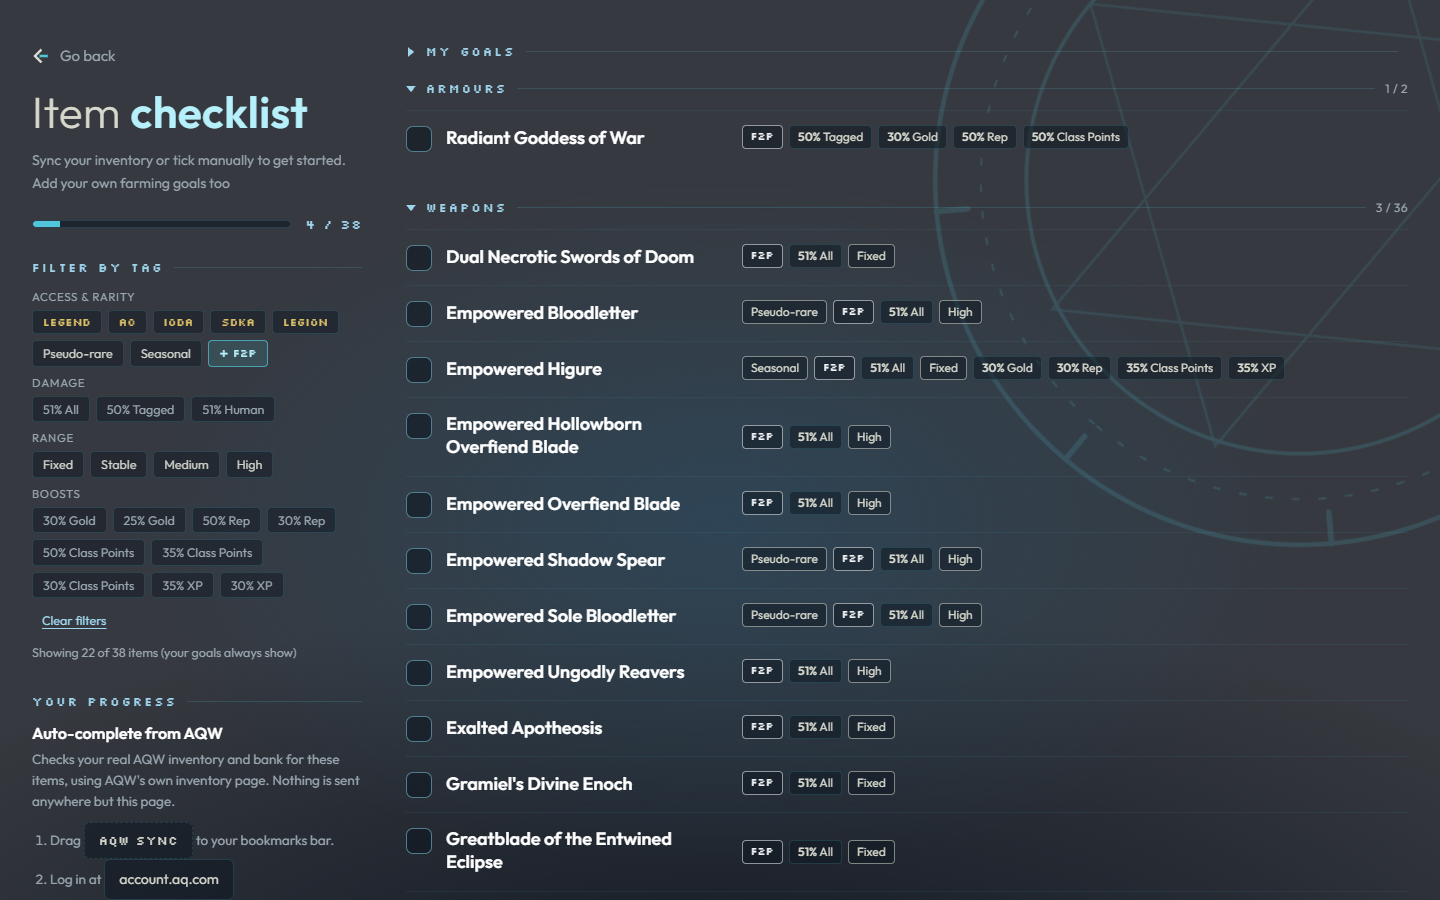 Go back
Item checklist
Sync your inventory or tick manually to get started.
Add your own farming goals too
4 / 38
FILTER BY TAG
ACCESS & RARITY
LEGEND AC IODA SDKA LEGION
Pseudo-rare Seasonal + F2P
DAMAGE
51% All 50% Tagged 51% Human
RANGE
Fixed Stable Medium High
BOOSTS
30% Gold 25% Gold 50% Rep 30% Rep
50% Class Points 35% Class Points
30% Class Points 35% XP 30% XP
Clear filters
Showing 22 of 38 items (your goals always show)
YOUR PROGRESS
Auto-complete from AQW
Checks your real AQW inventory and bank for these
items, using AQW's own inventory page. Nothing is sent
anywhere but this page.
1. Drag AQW SYNC to your bookmarks bar.
2. Log in at account.aq.com
MY GOALS
ARMOURS 1 / 2
Radiant Goddess of War F2P 50% Tagged 30% Gold 50% Rep 50% Class Points
WEAPONS 3 / 36
Dual Necrotic Swords of Doom F2P 51% All Fixed
Empowered Bloodletter Pseudo-rare F2P 51% All High
Empowered Higure Seasonal F2P 51% All Fixed 30% Gold 30% Rep 35% Class Points 35% XP
Empowered Hollowborn
Overfiend Blade F2P 51% All High
Empowered Overfiend Blade F2P 51% All High
Empowered Shadow Spear Pseudo-rare F2P 51% All High
Empowered Sole Bloodletter Pseudo-rare F2P 51% All High
Empowered Ungodly Reavers F2P 51% All High
Exalted Apotheosis F2P 51% All Fixed
Gramiel's Divine Enoch F2P 51% All Fixed
Greatblade of the Entwined
Eclipse F2P 51% All Fixed